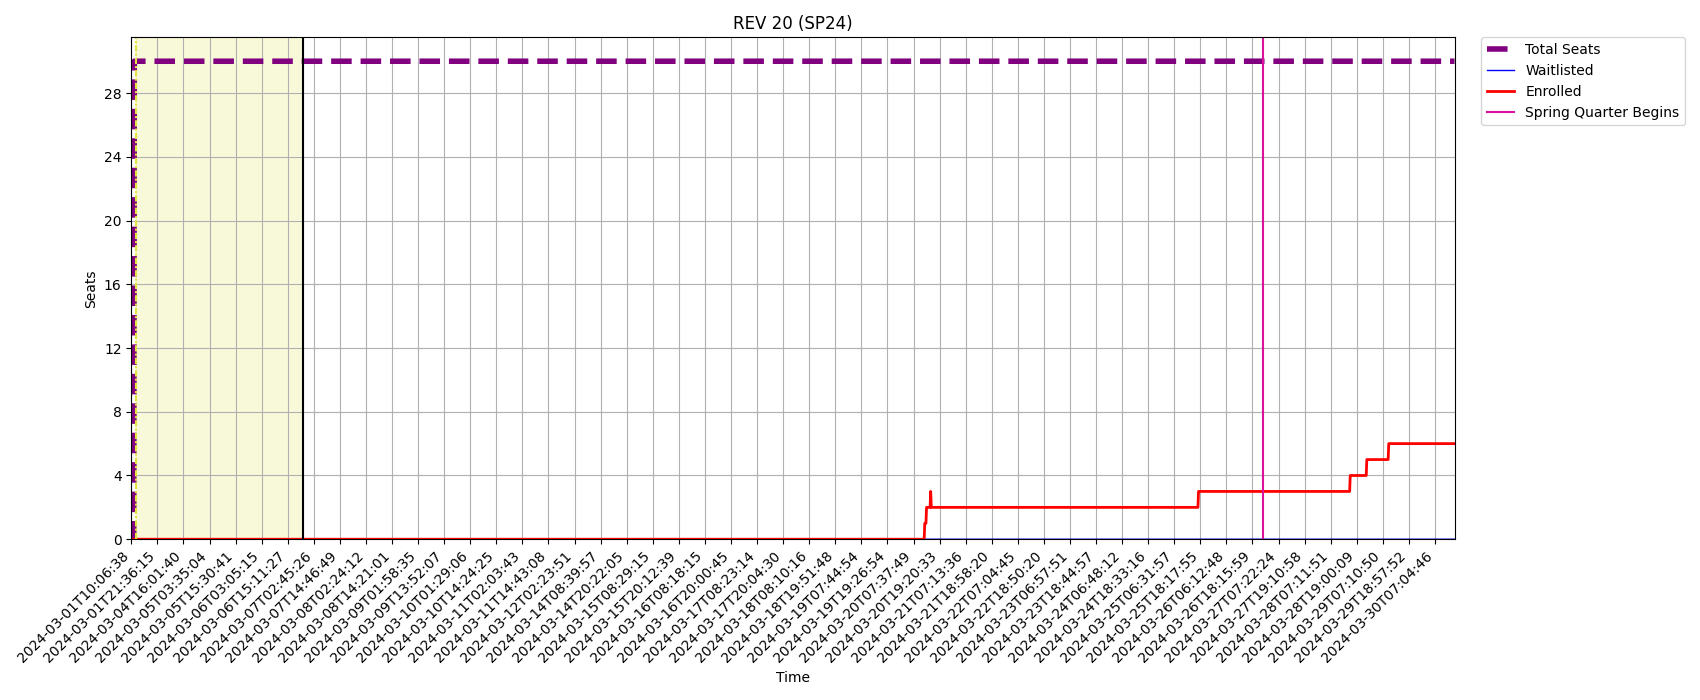 REV 20 (SP24)
Total Seats
Waitlisted
Enrolled
Spring Quarter Begins
Seats
28
24
20
16
12
8
4
0
2024-03-01T10:06:38
2024-03-01T21:36:15
2024-03-04T16:01:40
2024-03-05T03:35:04
2024-03-05T15:30:41
2024-03-06T03:05:15
2024-03-06T15:11:27
2024-03-07T02:45:26
2024-03-07T14:46:49
2024-03-08T02:24:12
2024-03-08T14:21:01
2024-03-09T01:58:35
2024-03-09T13:52:07
2024-03-10T01:29:06
2024-03-10T14:24:25
2024-03-11T02:03:43
2024-03-11T14:43:08
2024-03-12T02:23:51
2024-03-14T08:39:57
2024-03-14T20:22:05
2024-03-15T08:29:15
2024-03-15T20:12:39
2024-03-16T08:18:15
2024-03-16T20:00:45
2024-03-17T08:23:14
2024-03-17T20:04:30
2024-03-18T08:10:16
2024-03-18T19:51:48
2024-03-19T07:44:54
2024-03-19T19:26:54
2024-03-20T07:37:49
2024-03-20T19:20:33
2024-03-21T07:13:36
2024-03-21T18:58:20
2024-03-22T07:04:45
2024-03-22T18:50:20
2024-03-23T06:57:51
2024-03-23T18:44:57
2024-03-24T06:48:12
2024-03-24T18:33:16
2024-03-25T06:31:57
2024-03-25T18:17:55
2024-03-26T06:12:48
2024-03-26T18:15:59
2024-03-27T07:22:24
2024-03-27T19:10:58
2024-03-28T07:11:51
2024-03-28T19:00:09
2024-03-29T07:10:50
2024-03-29T18:57:52
2024-03-30T07:04:46
Time